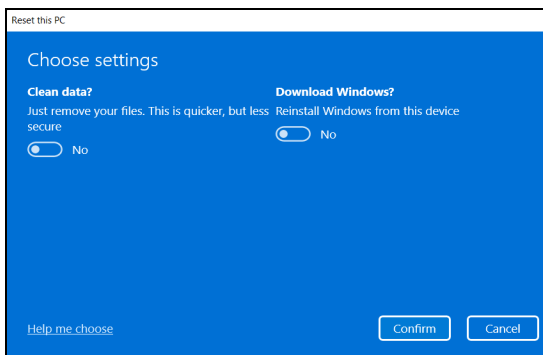 Reset this PC
Choose settings
Clean data?
Just remove your files. This is quicker, but less
secure
No
Download Windows?
Reinstall Windows from this device
No
Help me choose
Confirm
Cancel